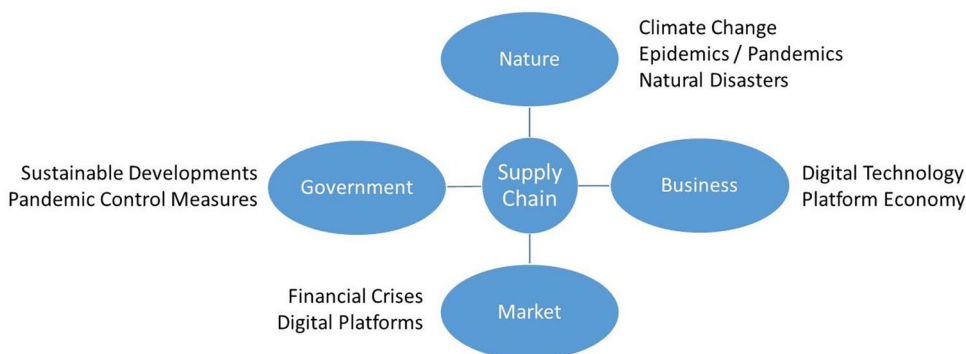 Nature
Climate Change
Epidemics / Pandemics
Natural Disasters
Sustainable Developments
Pandemic Control Measures
Government
Supply
Chain
Business
Digital Technology
Platform Economy
Financial Crises
Digital Platforms
Market